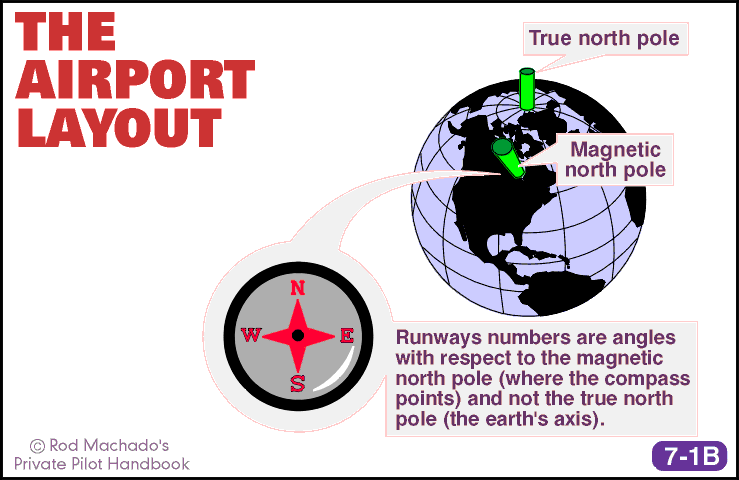 THE
AIRPORT
LAYOUT
True north pole
Magnetic
north pole
N
W
E
S
Runways numbers are angles
with respect to the magnetic
north pole (where the compass
points) and not the true north
pole (the earth's axis).
© Rod Machado's
Private Pilot Handbook
7-1B